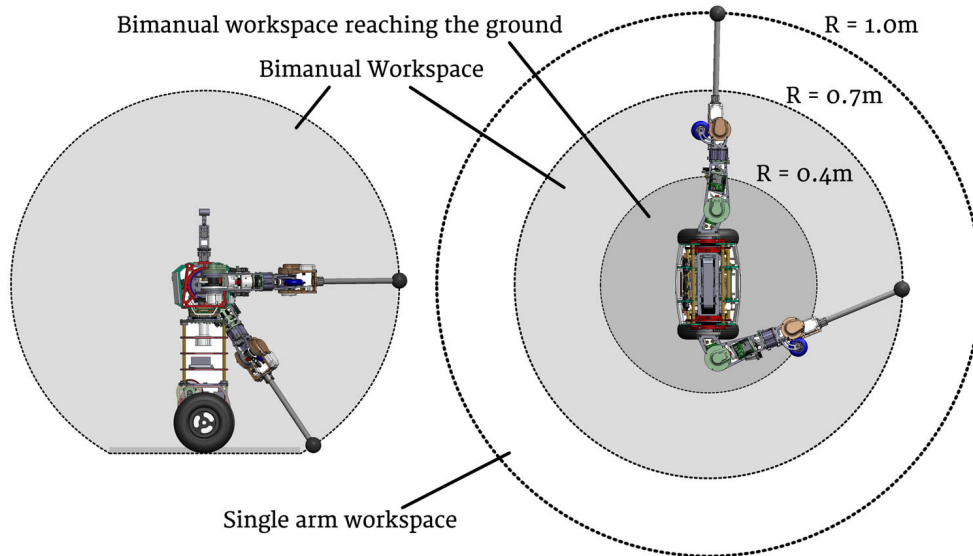 Bimanual workspace reaching the ground
R = 1.0m
Bimanual Workspace
R = 0.7m
R = 0.4m
Single arm workspace